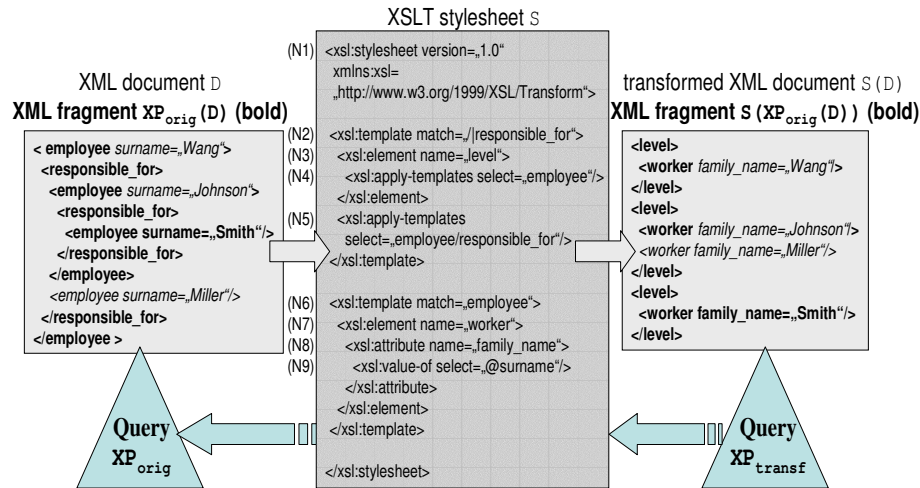 XML document D
XML fragment XP_orig(D) (bold)
< employee surname=„Wang“>
<responsible_for>
<employee surname=„Johnson“>
<responsible_for>
<employee surname=„Smith“/>
</responsible_for>
</employee>
<employee surname=„Miller“/>
</responsible_for>
</employee >
Query
XP_orig
XSLT stylesheet S
(N1) <xsl:stylesheet version=„1.0“
xmlns:xsl=
„http://www.w3.org/1999/XSL/Transform“>
(N2) <xsl:template match=„/|responsible_for“>
(N3) <xsl:element name=„level“>
(N4) <xsl:apply-templates select=„employee“/>
</xsl:element>
(N5) <xsl:apply-templates
select=„employee/responsible_for“/>
</xsl:template>
(N6) <xsl:template match=„employee“>
(N7) <xsl:element name=„worker“>
(N8) <xsl:attribute name=„family_name“>
(N9) <xsl:value-of select=„@surname“/>
</xsl:attribute>
</xsl:element>
</xsl:template>
</xsl:stylesheet>
transformed XML document S(D)
XML fragment S(XP_orig(D)) (bold)
<level>
<worker family_name=„Wang“/>
</level>
<level>
<worker family_name=„Johnson“/>
<worker family_name=„Miller“/>
</level>
<level>
<worker family_name=„Smith“/>
</level>
Query
XP_transf